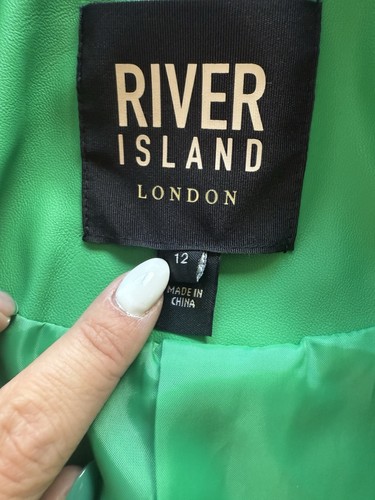 RIVER
ISLAND
LONDON
12
MADE IN
CHINA